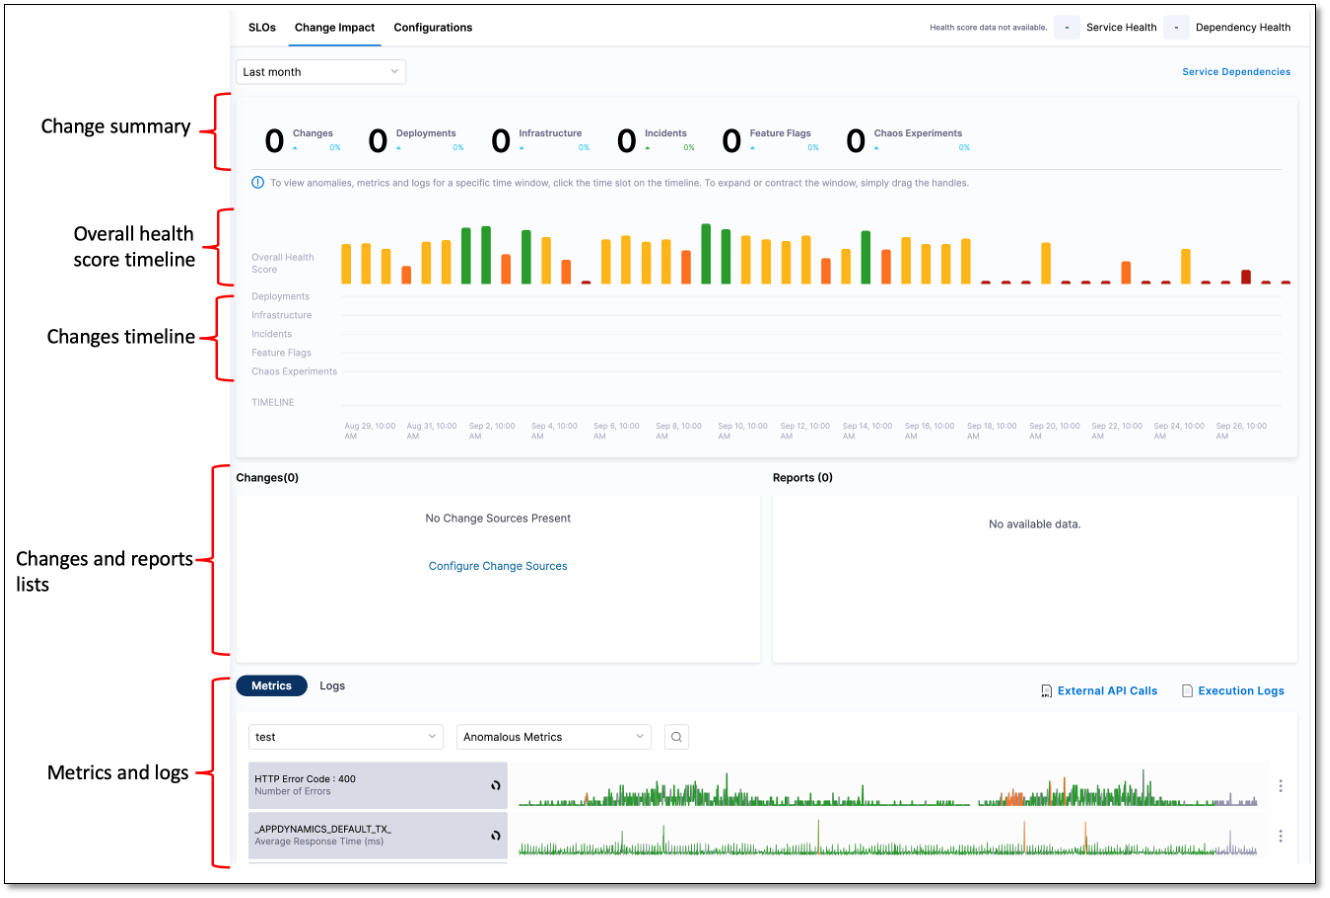 SLOs Change Impact Configurations Health score data not available. - Service Health - Dependency Health
Last month Service Dependencies
Change summary
0 Changes 0% 0 Deployments 0% 0 Infrastructure 0% 0 Incidents 0% 0 Feature Flags 0% 0 Chaos Experiments 0%
To view anomalies, metrics and logs for a specific time window, click the time slot on the timeline. To expand or contract the window, simply drag the handles.
Overall health
score timeline
Overall Health
Score
Changes timeline
Deployments
Infrastructure
Incidents
Feature Flags
Chaos Experiments
TIMELINE
Aug 29, 10:00 AM Aug 31, 10:00 AM Sep 2, 10:00 AM Sep 4, 10:00 AM Sep 6, 10:00 AM Sep 8, 10:00 AM Sep 10, 10:00 AM Sep 12, 10:00 AM Sep 14, 10:00 AM Sep 16, 10:00 AM Sep 18, 10:00 AM Sep 20, 10:00 AM Sep 22, 10:00 AM Sep 24, 10:00 AM Sep 26, 10:00 AM
Changes(0) Reports (0)
No Change Sources Present No available data.
Configure Change Sources
Changes and reports
lists
Metrics Logs External API Calls Execution Logs
test Anomalous Metrics
Metrics and logs
HTTP Error Code : 400
Number of Errors
_APPDYNAMICS_DEFAULT_TX_
Average Response Time (ms)